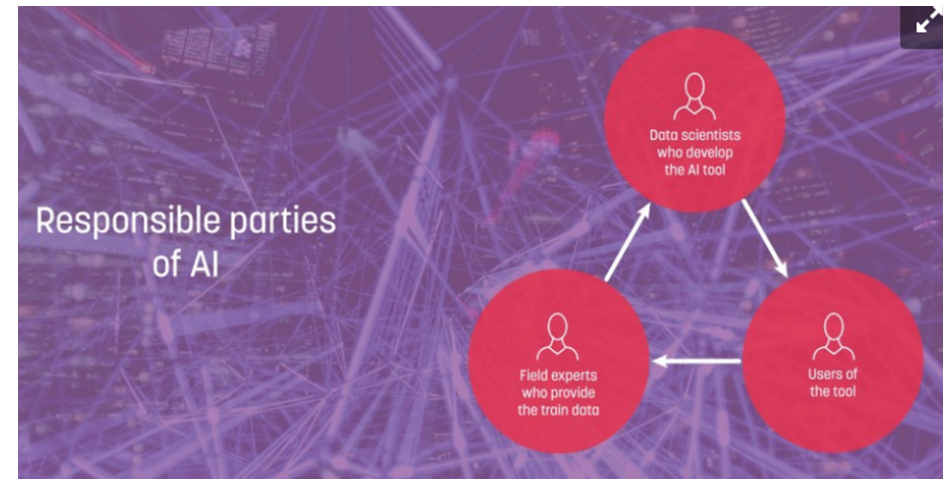 Responsible parties
of AI
Data scientists
who develop
the AI tool
Field experts
who provide
the train data
Users of
the tool